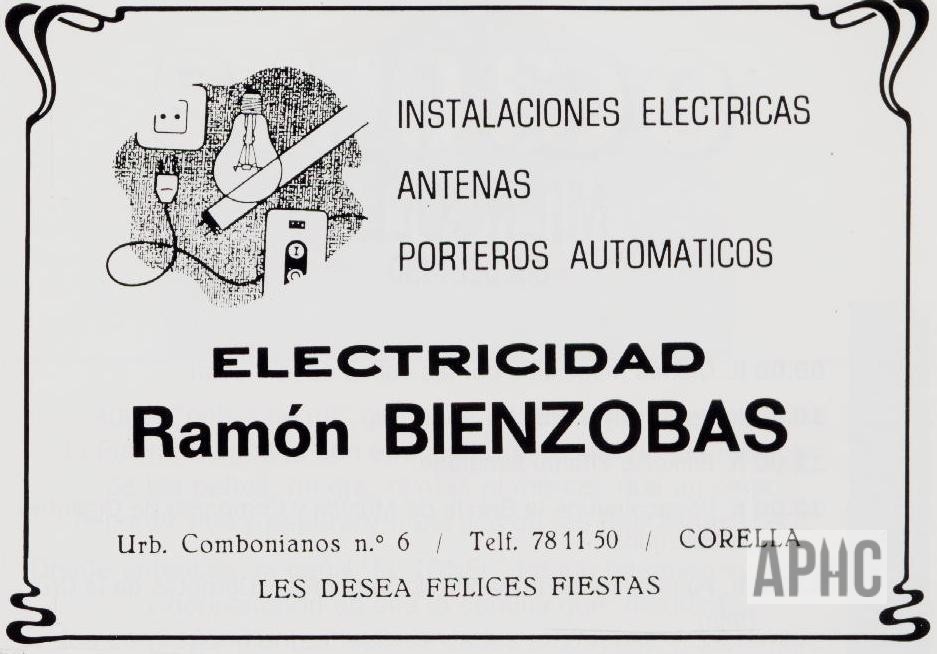 INSTALACIONES ELECTRICAS
ANTENAS
PORTEROS AUTOMATICOS
ELECTRICIDAD
Ramón BIENZOBAS
Urb. Combonianos n.º 6 / Telf. 78 11 50 / CORELLA
LES DESEA FELICES FIESTAS
APHC